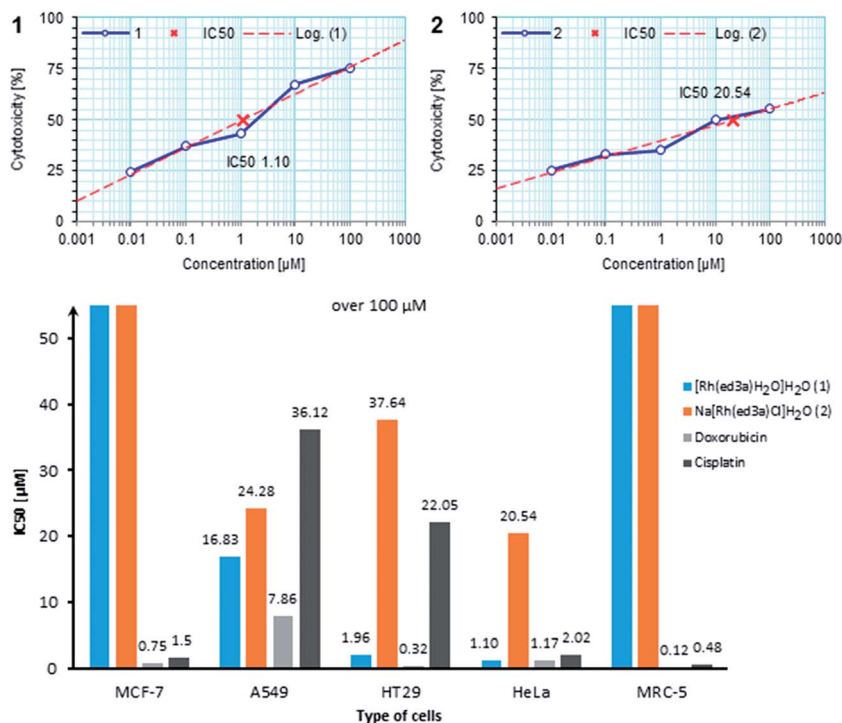 1
1 IC50 Log. (1)
100
75
50
25
0
Cytotoxicity [%]
IC50 1.10
0.001 0.01 0.1 1 10 100 1000
Concentration [µM]
2
2 IC50 Log. (2)
100
75
50
25
0
Cytotoxicity [%]
IC50 20.54
0.001 0.01 0.1 1 10 100 1000
Concentration [µM]
over 100 µM
50
40
30
20
10
0
IC50 [µM]
0.75 1.5
16.83 24.28 7.86 36.12
1.96 37.64 0.32 22.05
1.10 20.54 1.17 2.02
0.12 0.48
MCF-7 A549 HT29 HeLa MRC-5
Type of cells
[Rh(ed3a)H₂O]H₂O (1)
Na[Rh(ed3a)Cl]H₂O (2)
Doxorubicin
Cisplatin